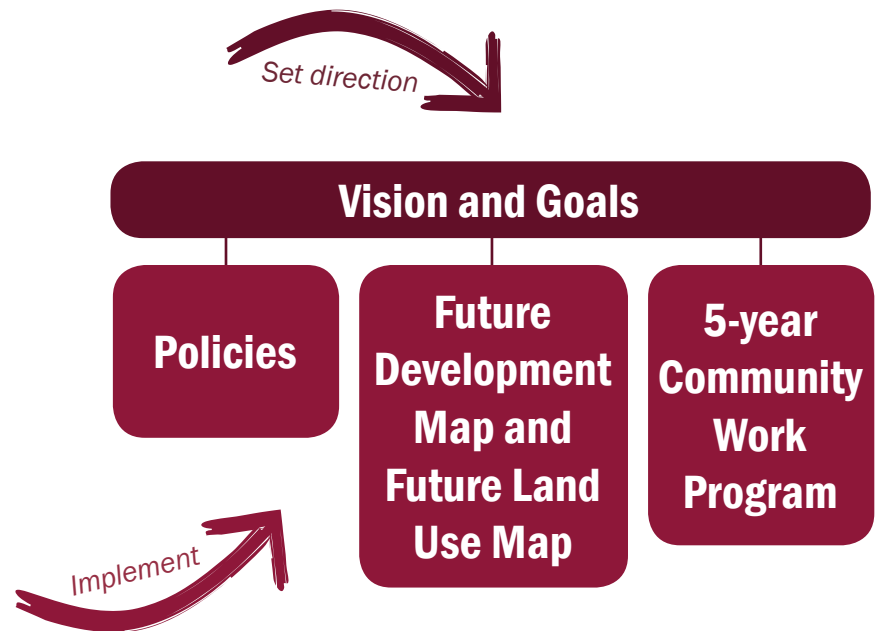 Set direction
Vision and Goals
Policies
Future
Development
Map and
Future Land
Use Map
5-year
Community
Work
Program
Implement